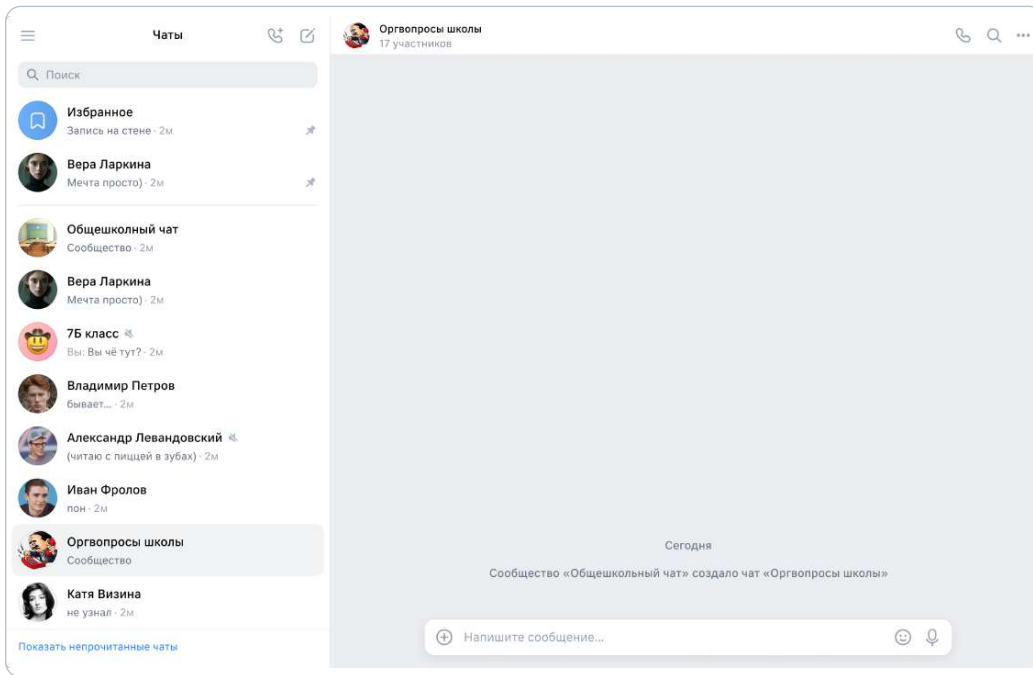 Чаты
Поиск
Избранное
Запись на стене · 2м
Вера Ларкина
Мечта просто) · 2м
Общешколный чат
Сообщество · 2м
Вера Ларкина
Мечта просто) · 2м
7Б класс
Вы: Вы чё тут? · 2м
Владимир Петров
бывает... · 2м
Александр Левандовский
(читаю с пиццей в зубах) · 2м
Иван Фролов
пон · 2м
Оргвопросы школы
Сообщество
Катя Визина
не узнал · 2м
Показать непрочитанные чаты
Оргвопросы школы
17 участников
Сегодня
Сообщество «Общешкольный чат» создало чат «Оргвопросы школы»
Напишите сообщение...